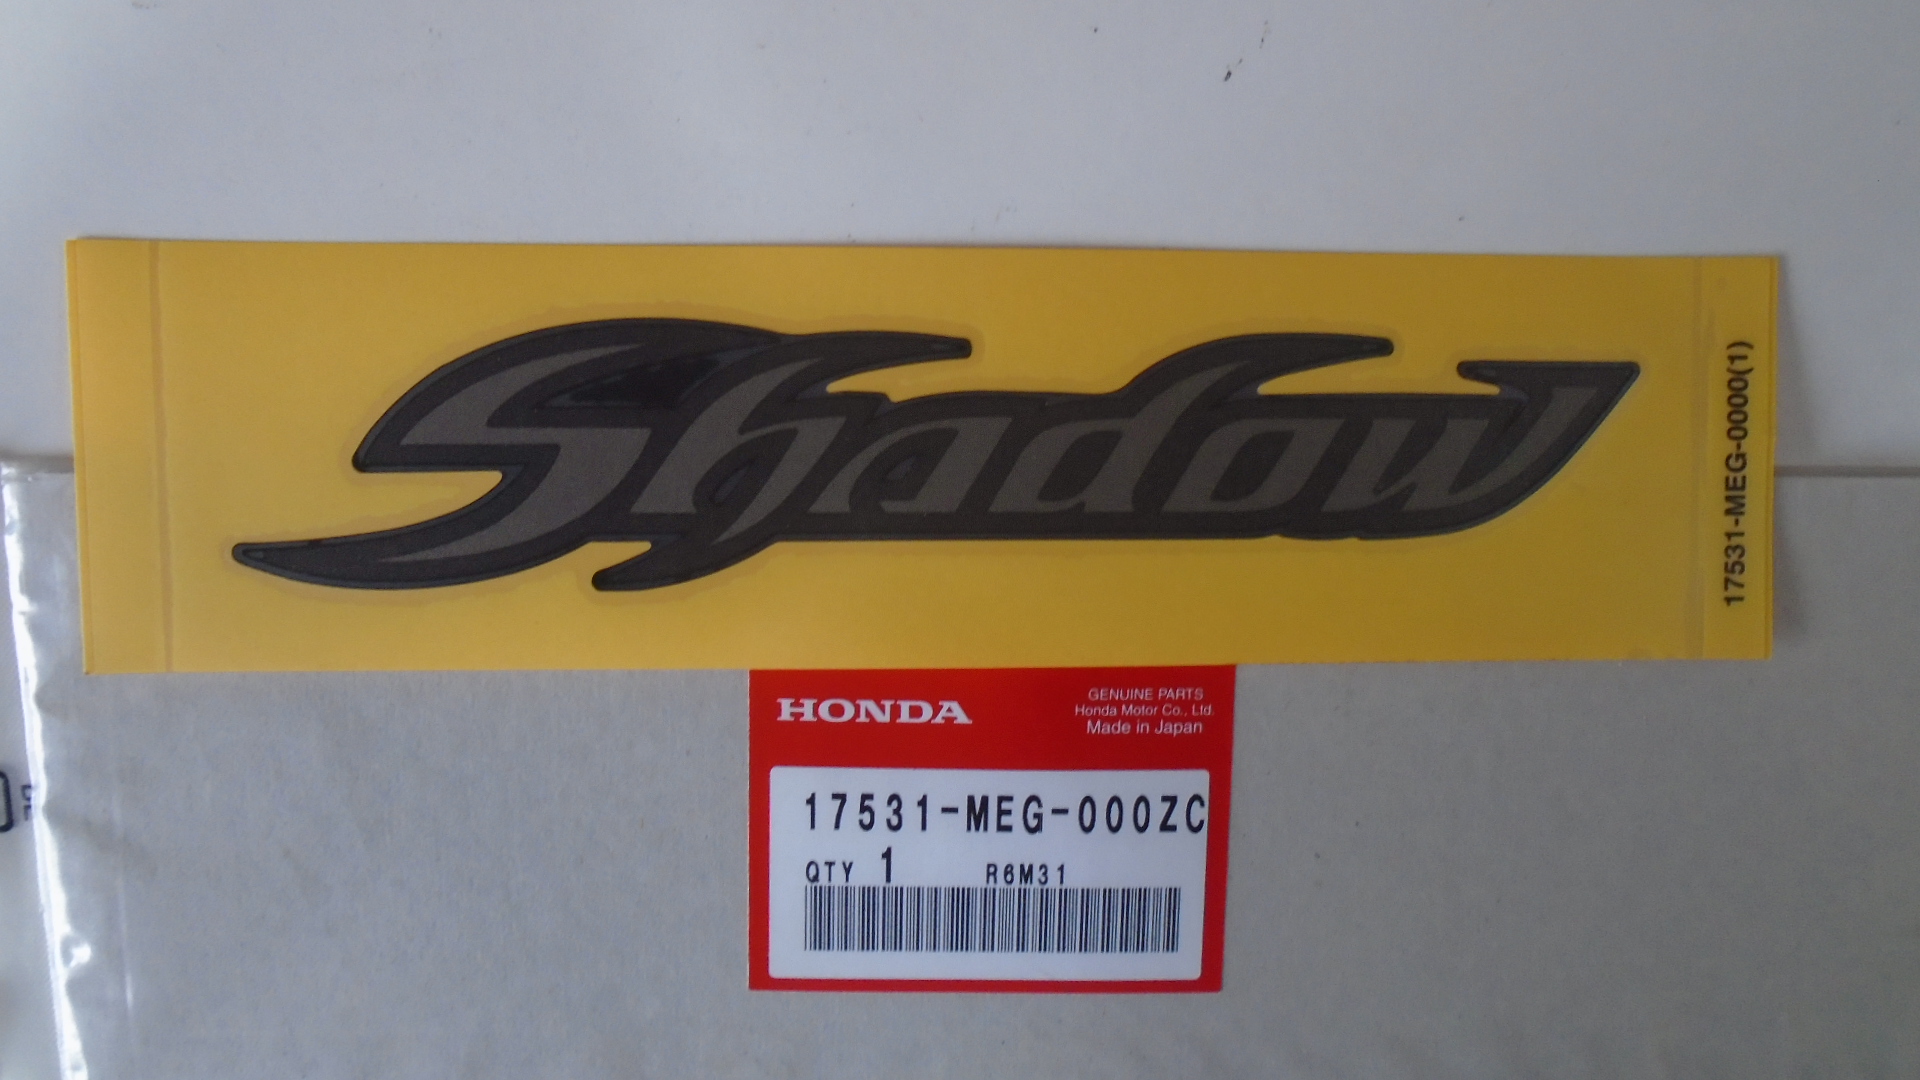 Shadow
17531-MEG-0000(1)
HONDA
GENUINE PARTS
Honda Motor Co., Ltd.
Made in Japan
17531-MEG-000ZC
QTY 1 R6M31